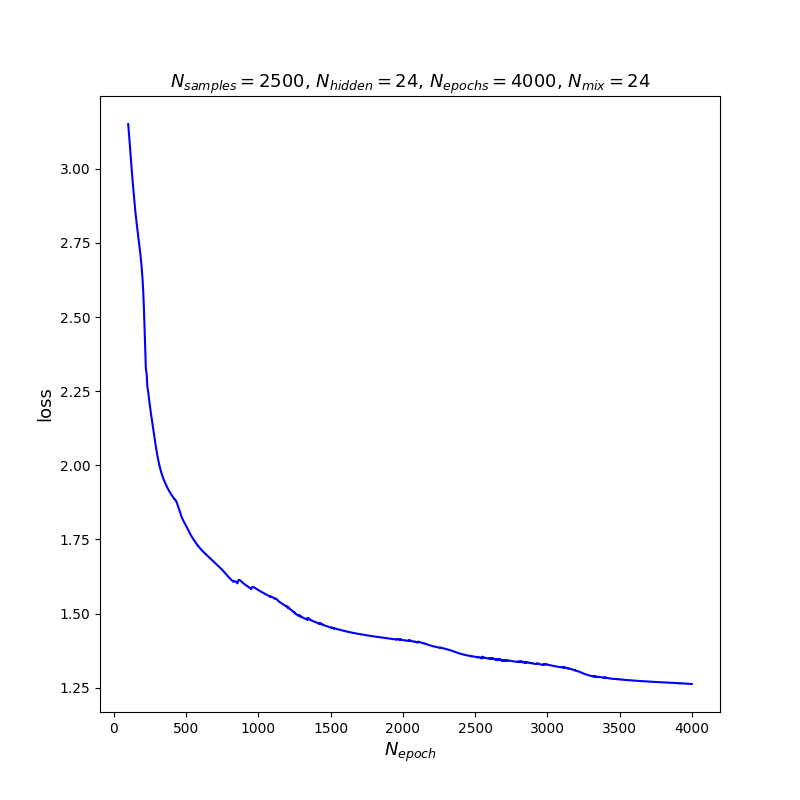 N_samples = 2500, N_hidden = 24, N_epochs = 4000, N_mix = 24
3.00
2.75
2.50
2.25
2.00
1.75
1.50
1.25
loss
0 500 1000 1500 2000 2500 3000 3500 4000
N_epoch